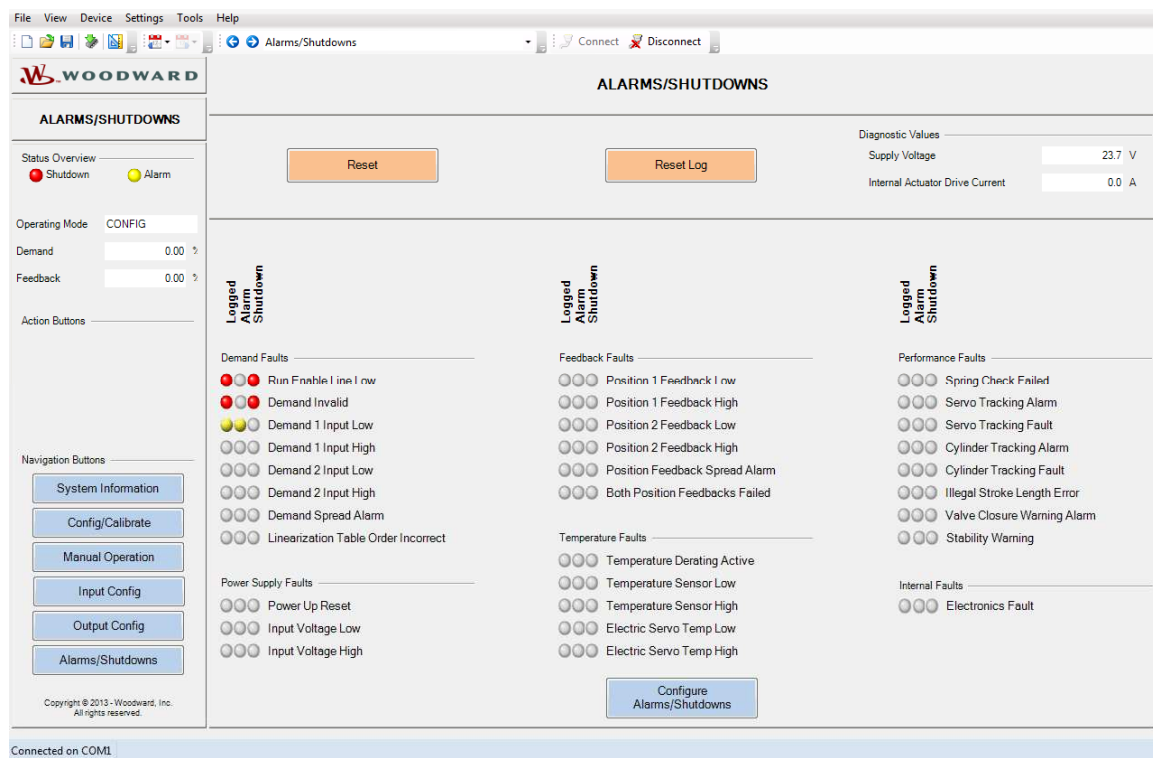 File View Device Settings Tools Help
Alarms/Shutdowns Connect Disconnect
WOODWARD
ALARMS/SHUTDOWNS
Status Overview
Shutdown Alarm
Operating Mode CONFIG
Demand 0.00 %
Feedback 0.00 %
Action Buttons
Navigation Buttons
System Information
Config/Calibrate
Manual Operation
Input Config
Output Config
Alarms/Shutdowns
Copyright © 2013 - Woodward, Inc.
All rights reserved.
ALARMS/SHUTDOWNS
Reset
Reset Log
Diagnostic Values
Supply Voltage 23.7 V
Internal Actuator Drive Current 0.0 A
Logged
Alarm
Shutdown
Demand Faults
Run Enable Line Low
Demand Invalid
Demand 1 Input Low
Demand 1 Input High
Demand 2 Input Low
Demand 2 Input High
Demand Spread Alarm
Linearization Table Order Incorrect
Power Supply Faults
Power Up Reset
Input Voltage Low
Input Voltage High
Logged
Alarm
Shutdown
Feedback Faults
Position 1 Feedback Low
Position 1 Feedback High
Position 2 Feedback Low
Position 2 Feedback High
Position Feedback Spread Alarm
Both Position Feedbacks Failed
Temperature Faults
Temperature Derating Active
Temperature Sensor Low
Temperature Sensor High
Electric Servo Temp Low
Electric Servo Temp High
Configure
Alarms/Shutdowns
Logged
Alarm
Shutdown
Performance Faults
Spring Check Failed
Servo Tracking Alarm
Servo Tracking Fault
Cylinder Tracking Alarm
Cylinder Tracking Fault
Illegal Stroke Length Error
Valve Closure Warning Alarm
Stability Warning
Internal Faults
Electronics Fault
Connected on COM1